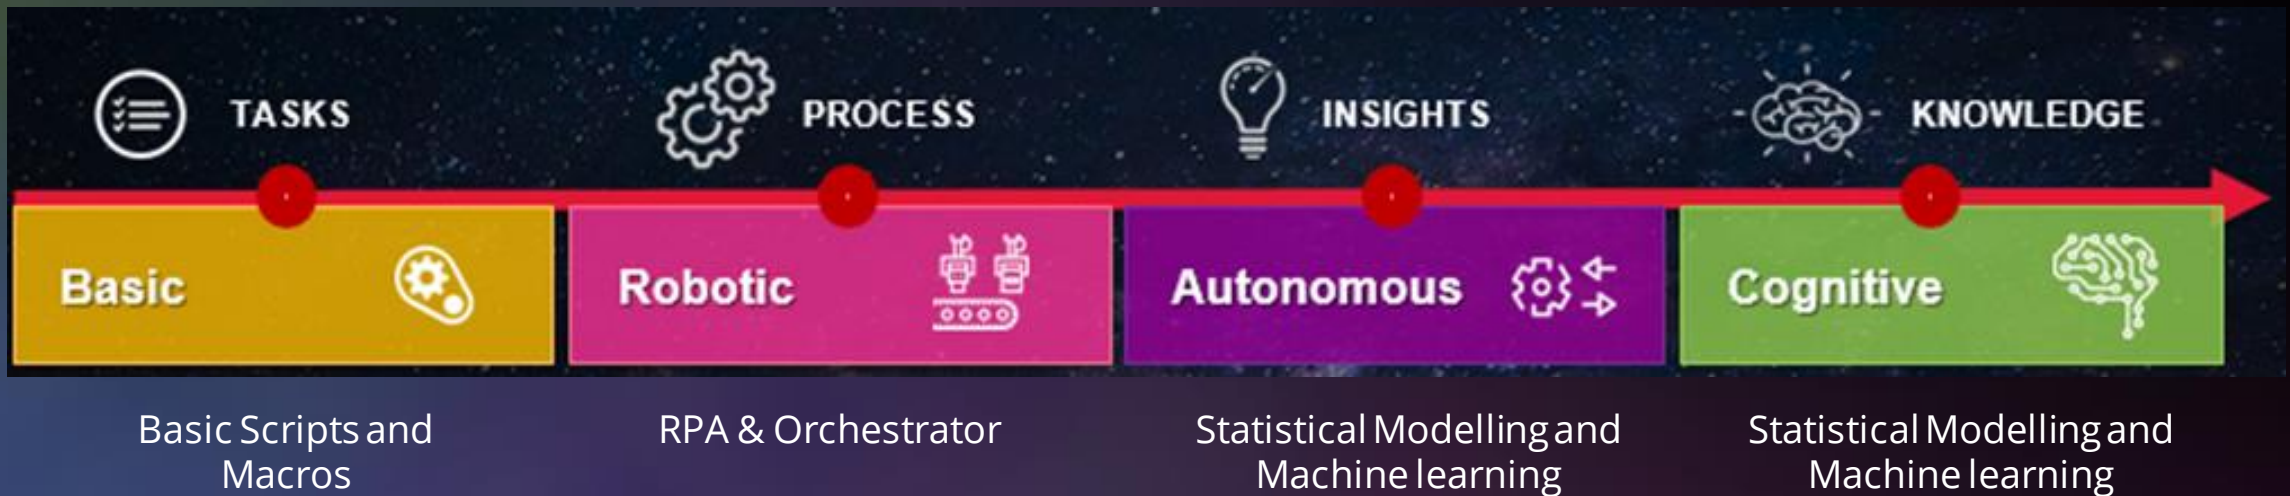 TASKS
PROCESS
INSIGHTS
KNOWLEDGE
Basic
Robotic
Autonomous
Cognitive
Basic Scripts and
Macros
RPA & Orchestrator
Statistical Modelling and
Machine learning
Statistical Modelling and
Machine learning